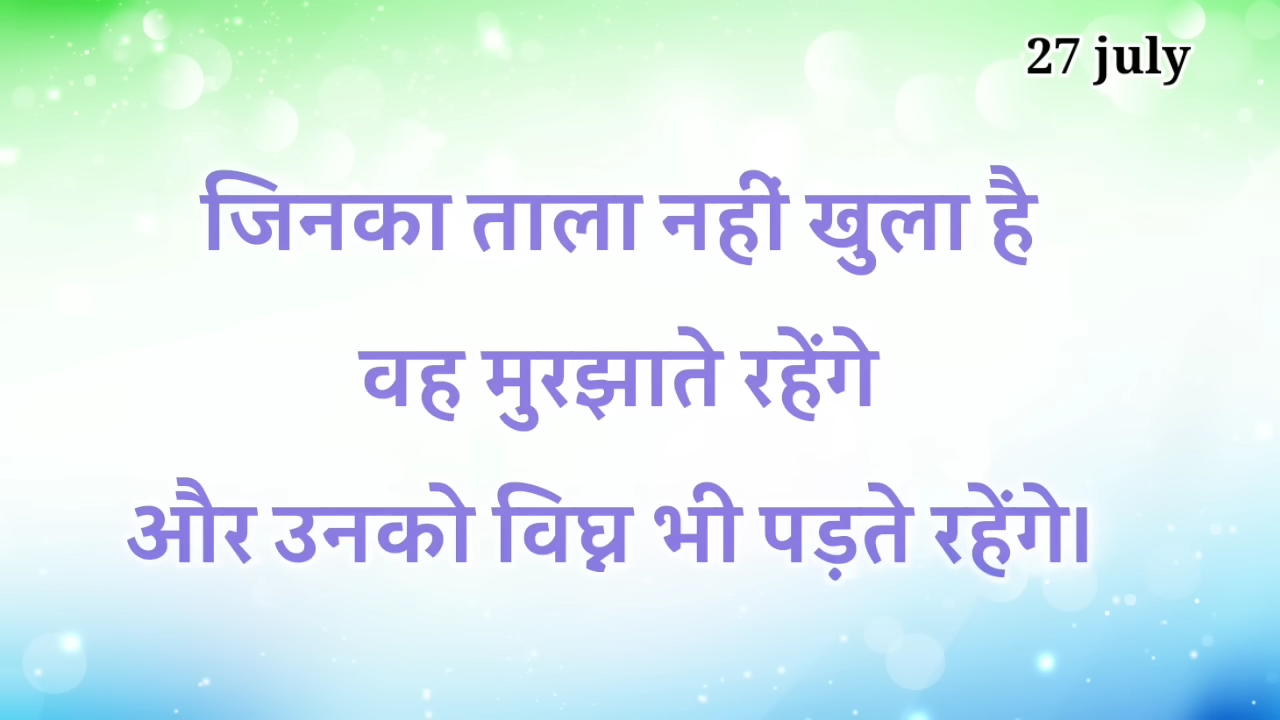 27 july
जिनका ताला नहीं खुला है
वह मुरझाते रहेंगे
और उनको विघ्न भी पड़ते रहेंगे।